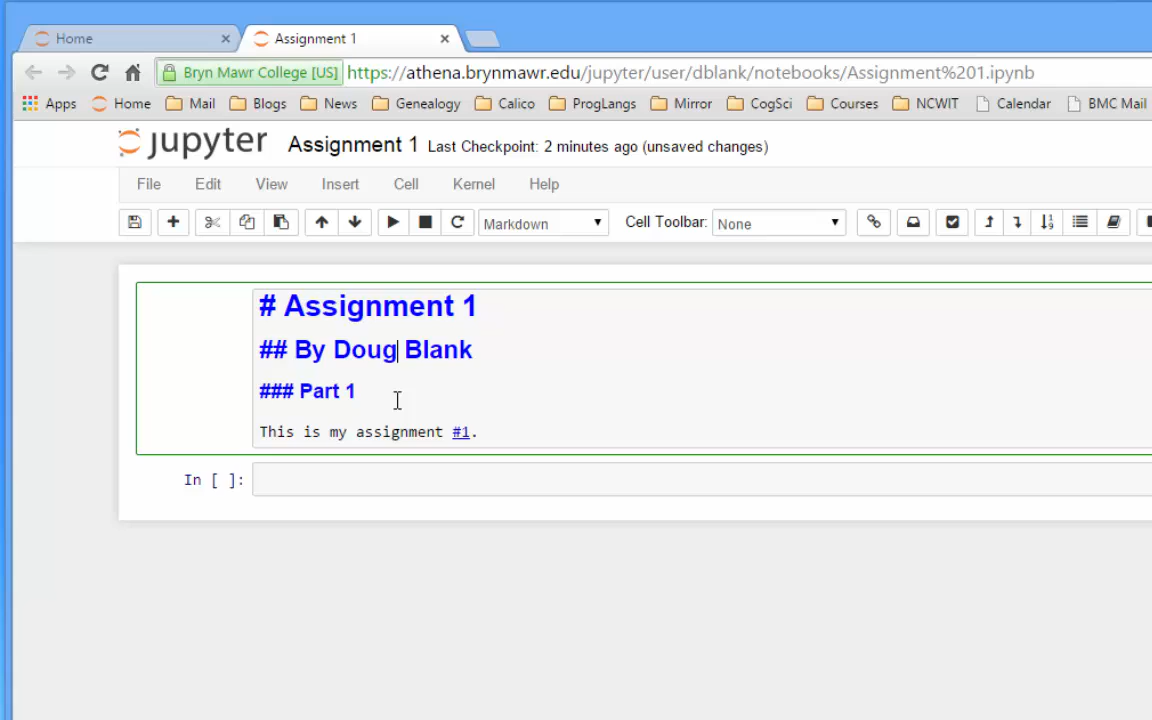 Home
Assignment 1
Bryn Mawr College [US] https://athena.brynmawr.edu/jupyter/user/dblank/notebooks/Assignment%201.ipynb
Apps Home Mail Blogs News Genealogy Calico ProgLangs Mirror CogSci Courses NCWIT Calendar BMC Mail
jupyter Assignment 1 Last Checkpoint: 2 minutes ago (unsaved changes)
File Edit View Insert Cell Kernel Help
Markdown Cell Toolbar: None
# Assignment 1
## By Doug Blank
### Part 1
This is my assignment #1.
In [ ]: